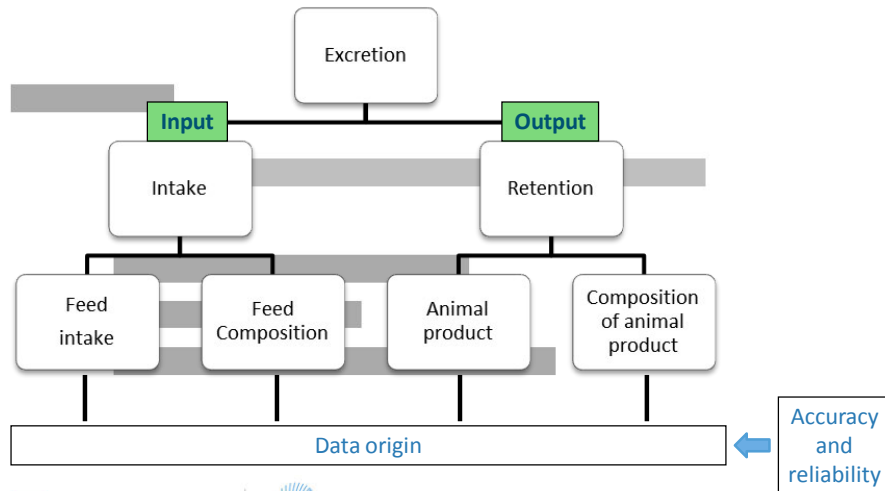 Excretion
Input
Output
Intake
Retention
Feed
intake
Feed
Composition
Animal
product
Composition
of animal
product
Data origin
Accuracy
and
reliability